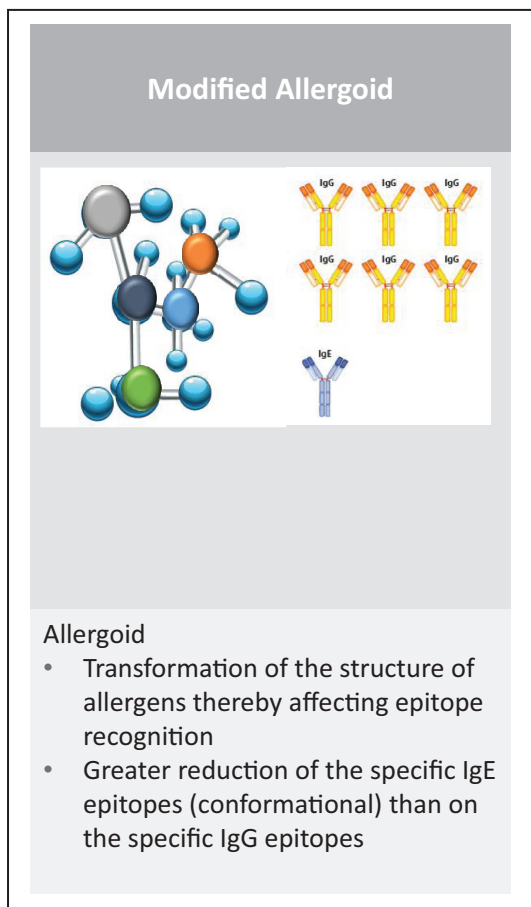 Modified Allergoid
IgG IgG IgG
IgG IgG IgG
IgE
Allergoid
• Transformation of the structure of
allergens thereby affecting epitope
recognition
• Greater reduction of the specific IgE
epitopes (conformational) than on
the specific IgG epitopes